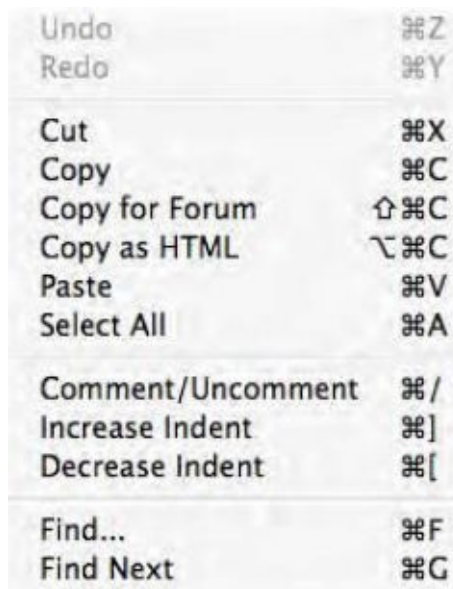 Undo ⌘Z
Redo ⌘Y
Cut ⌘X
Copy ⌘C
Copy for Forum ⇧⌘C
Copy as HTML ⌥⌘C
Paste ⌘V
Select All ⌘A
Comment/Uncomment ⌘/
Increase Indent ⌘]
Decrease Indent ⌘[
Find... ⌘F
Find Next ⌘G